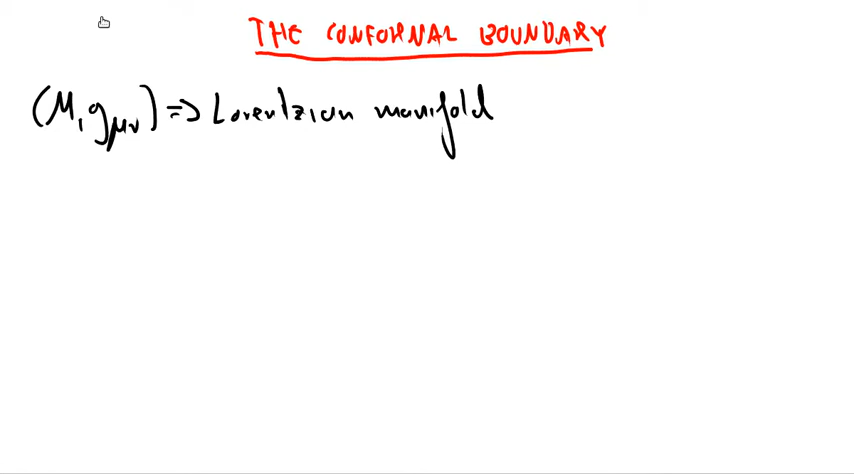 THE CONFORMAL BOUNDARY
(M, gμν) => Lorentzian manifold